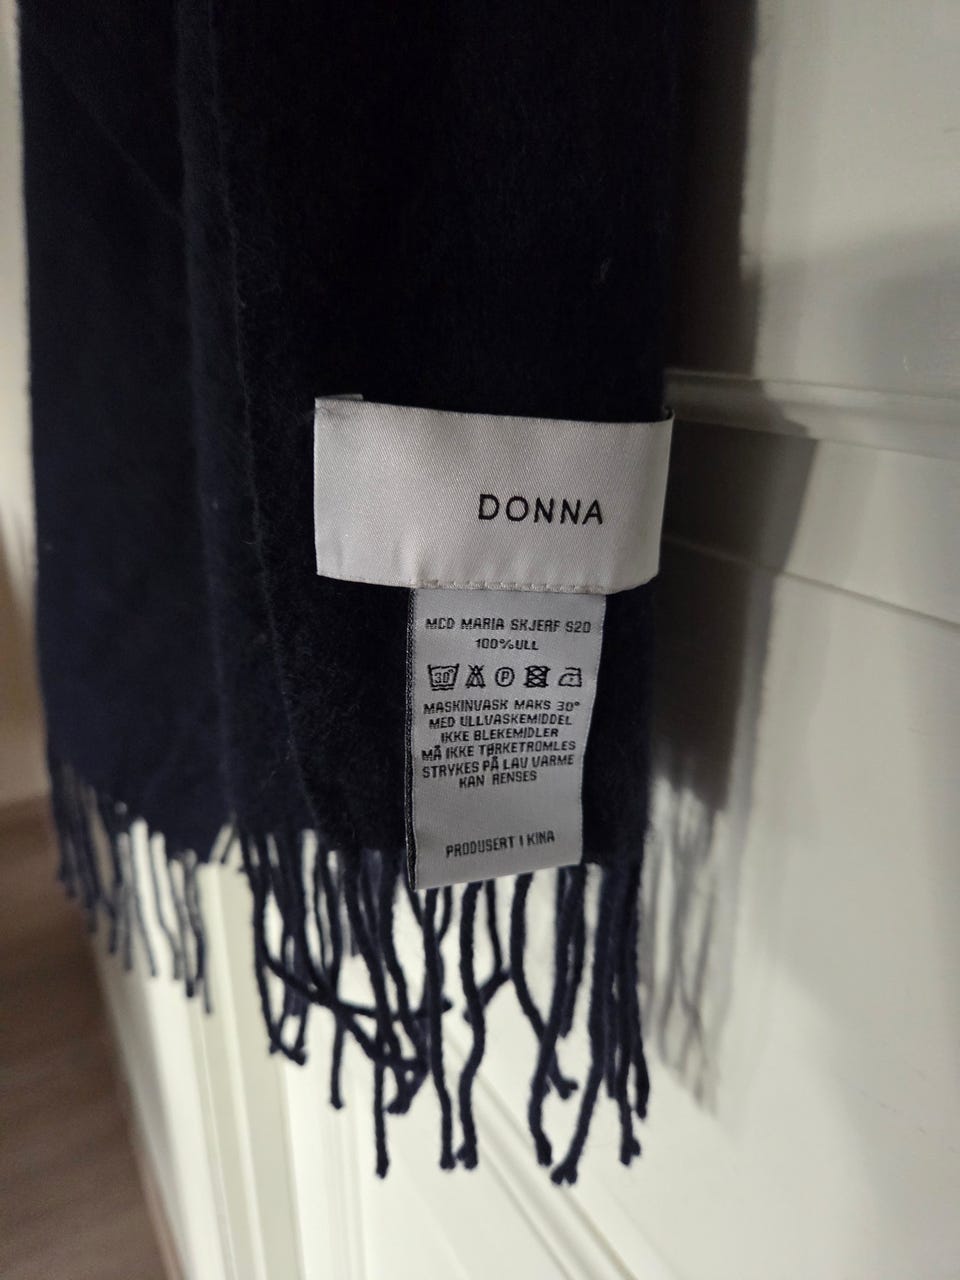 DONNA
MCD MARIA SKJERF S20
100%ULL
30°
P
MASKINVASK MAKS 30°
MED ULLVASKEMIDDEL
IKKE BLEKEMIDLER
MÅ IKKE TØRKETROMLES
STRYKES PÅ LAV VARME
KAN RENSES
PRODUSERT I KINA